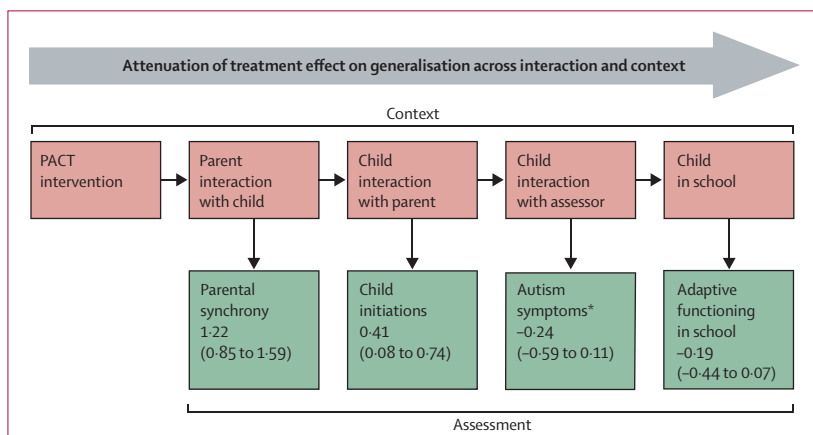 Attenuation of treatment effect on generalisation across interaction and context
Context
PACT
intervention
Parent
interaction
with child
Child
interaction
with parent
Child
interaction
with assessor
Child
in school
Parental
synchrony
1·22
(0·85 to 1·59)
Child
initiations
0·41
(0·08 to 0·74)
Autism
symptoms*
–0·24
(–0·59 to 0·11)
Adaptive
functioning
in school
–0·19
(–0·44 to 0·07)
Assessment